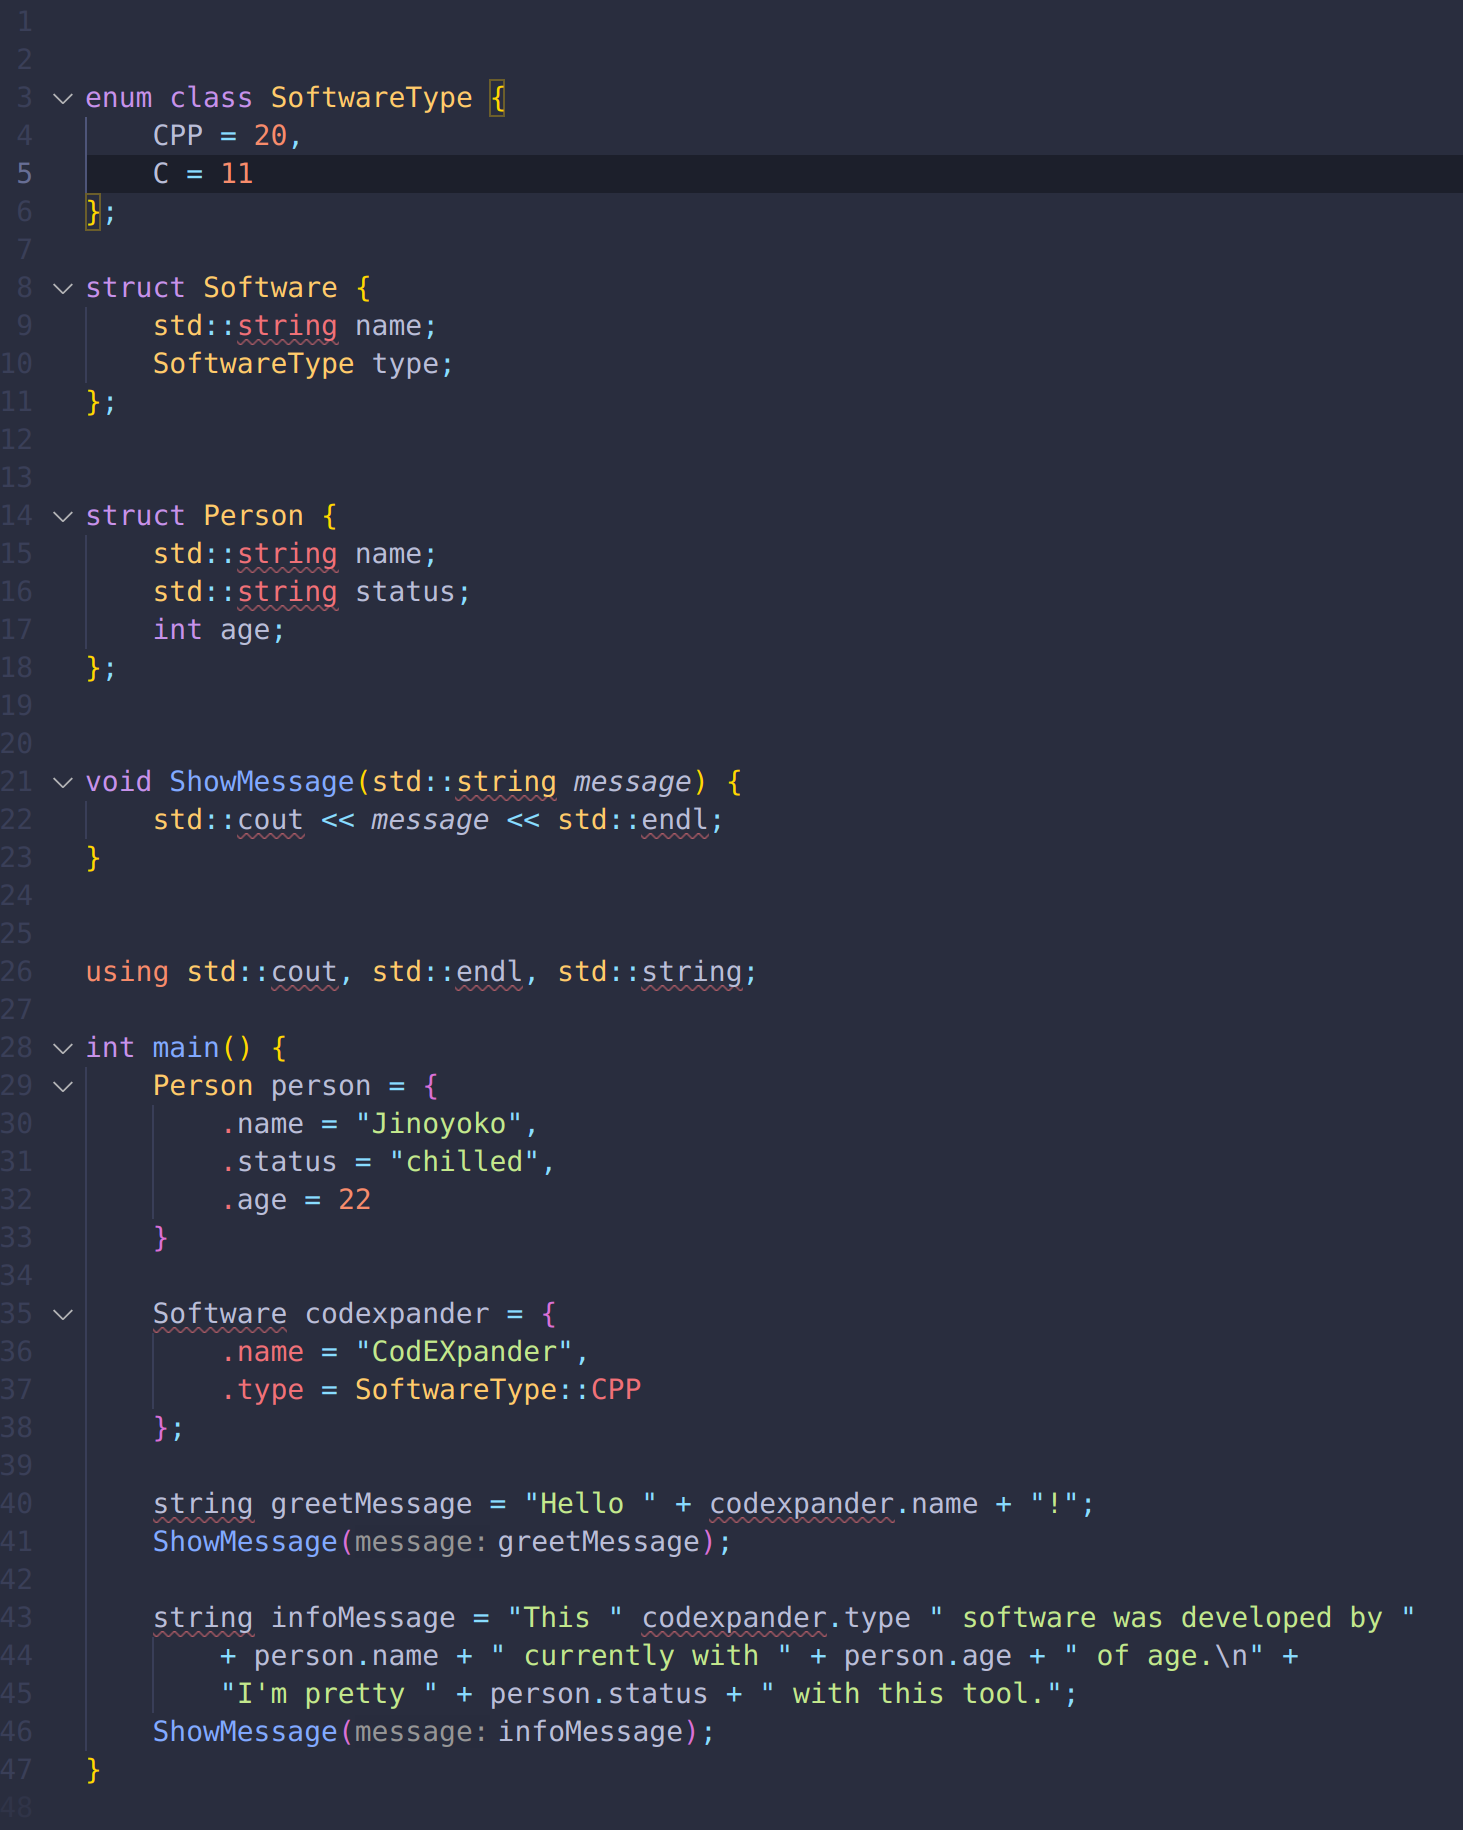 1
2
3 enum class SoftwareType {
4     CPP = 20,
5     C = 11
6 };
7
8 struct Software {
9     std::string name;
10     SoftwareType type;
11 };
12
13
14 struct Person {
15     std::string name;
16     std::string status;
17     int age;
18 };
19
20
21 void ShowMessage(std::string message) {
22     std::cout << message << std::endl;
23 }
24
25
26 using std::cout, std::endl, std::string;
27
28 int main() {
29     Person person = {
30         .name = "Jinoyoko",
31         .status = "chilled",
32         .age = 22
33     }
34
35     Software codexpander = {
36         .name = "CodEXpander",
37         .type = SoftwareType::CPP
38     };
39
40     string greetMessage = "Hello " + codexpander.name + "!";
41     ShowMessage(message: greetMessage);
42
43     string infoMessage = "This " codexpander.type " software was developed by "
44         + person.name + " currently with " + person.age + " of age.\n" +
45         "I'm pretty " + person.status + " with this tool.";
46     ShowMessage(message: infoMessage);
47 }
48